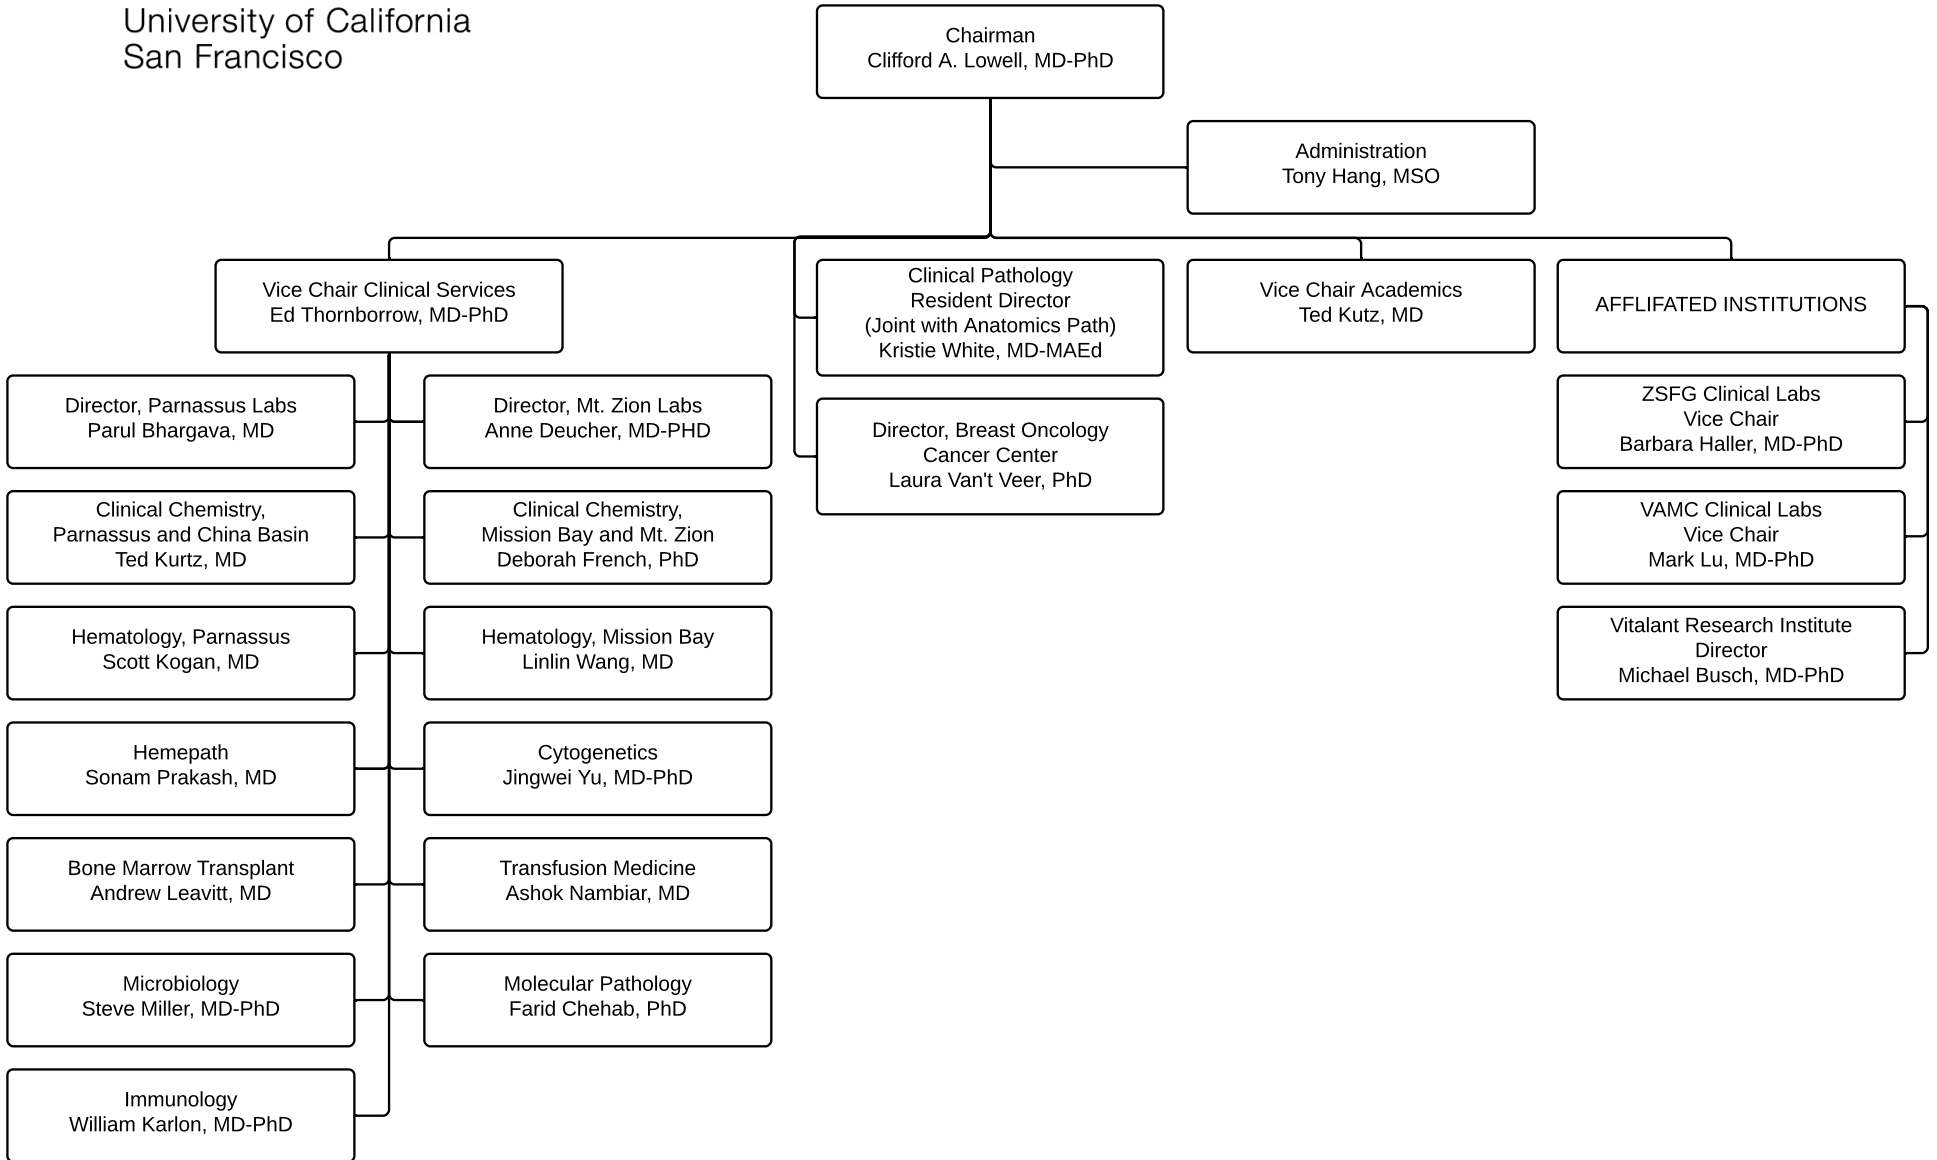 University of California
San Francisco
Chairman
Clifford A. Lowell, MD-PhD
Administration
Tony Hang, MSO
Vice Chair Clinical Services
Ed Thornborrow, MD-PhD
Clinical Pathology
Resident Director
(Joint with Anatomics Path)
Kristie White, MD-MAEd
Vice Chair Academics
Ted Kutz, MD
AFFLIFATED INSTITUTIONS
Director, Parnassus Labs
Parul Bhargava, MD
Director, Mt. Zion Labs
Anne Deucher, MD-PHD
Director, Breast Oncology
Cancer Center
Laura Van't Veer, PhD
ZSFG Clinical Labs
Vice Chair
Barbara Haller, MD-PhD
Clinical Chemistry,
Parnassus and China Basin
Ted Kurtz, MD
Clinical Chemistry,
Mission Bay and Mt. Zion
Deborah French, PhD
VAMC Clinical Labs
Vice Chair
Mark Lu, MD-PhD
Hematology, Parnassus
Scott Kogan, MD
Hematology, Mission Bay
Linlin Wang, MD
Vitalant Research Institute
Director
Michael Busch, MD-PhD
Hemepath
Sonam Prakash, MD
Cytogenetics
Jingwei Yu, MD-PhD
Bone Marrow Transplant
Andrew Leavitt, MD
Transfusion Medicine
Ashok Nambiar, MD
Microbiology
Steve Miller, MD-PhD
Molecular Pathology
Farid Chehab, PhD
Immunology
William Karlon, MD-PhD